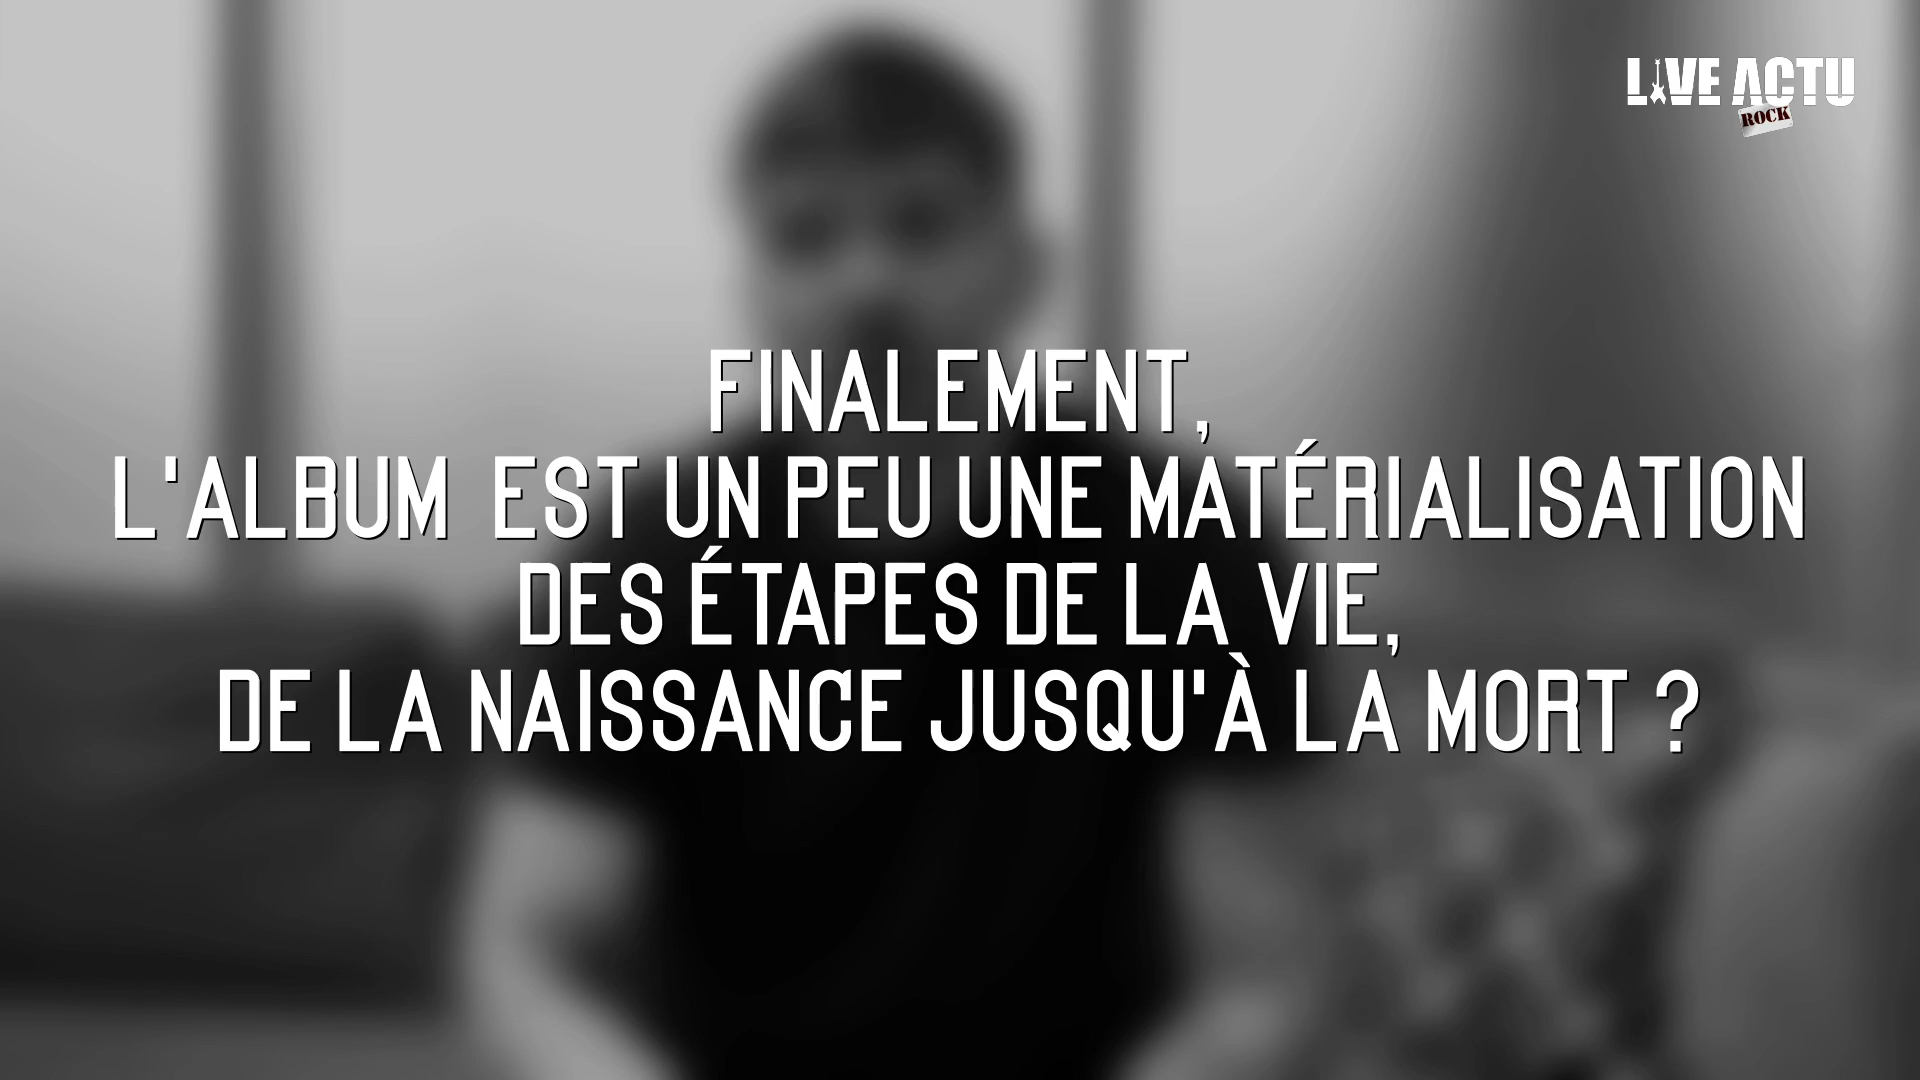 LIVE ACTU
ROCK
FINALEMENT,
L'ALBUM EST UN PEU UNE MATÉRIALISATION
DES ÉTAPES DE LA VIE,
DE LA NAISSANCE JUSQU'À LA MORT ?